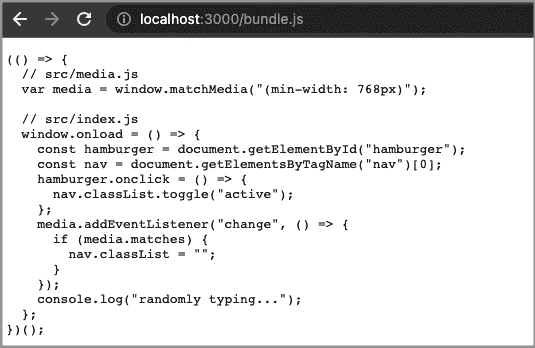 localhost:3000/bundle.js
(() => {
  // src/media.js
  var media = window.matchMedia("(min-width: 768px)");

  // src/index.js
  window.onload = () => {
    const hamburger = document.getElementById("hamburger");
    const nav = document.getElementsByTagName("nav")[0];
    hamburger.onclick = () => {
      nav.classList.toggle("active");
    };
    media.addEventListener("change", () => {
      if (media.matches) {
        nav.classList = "";
      }
    });
    console.log("randomly typing...");
  };
})();